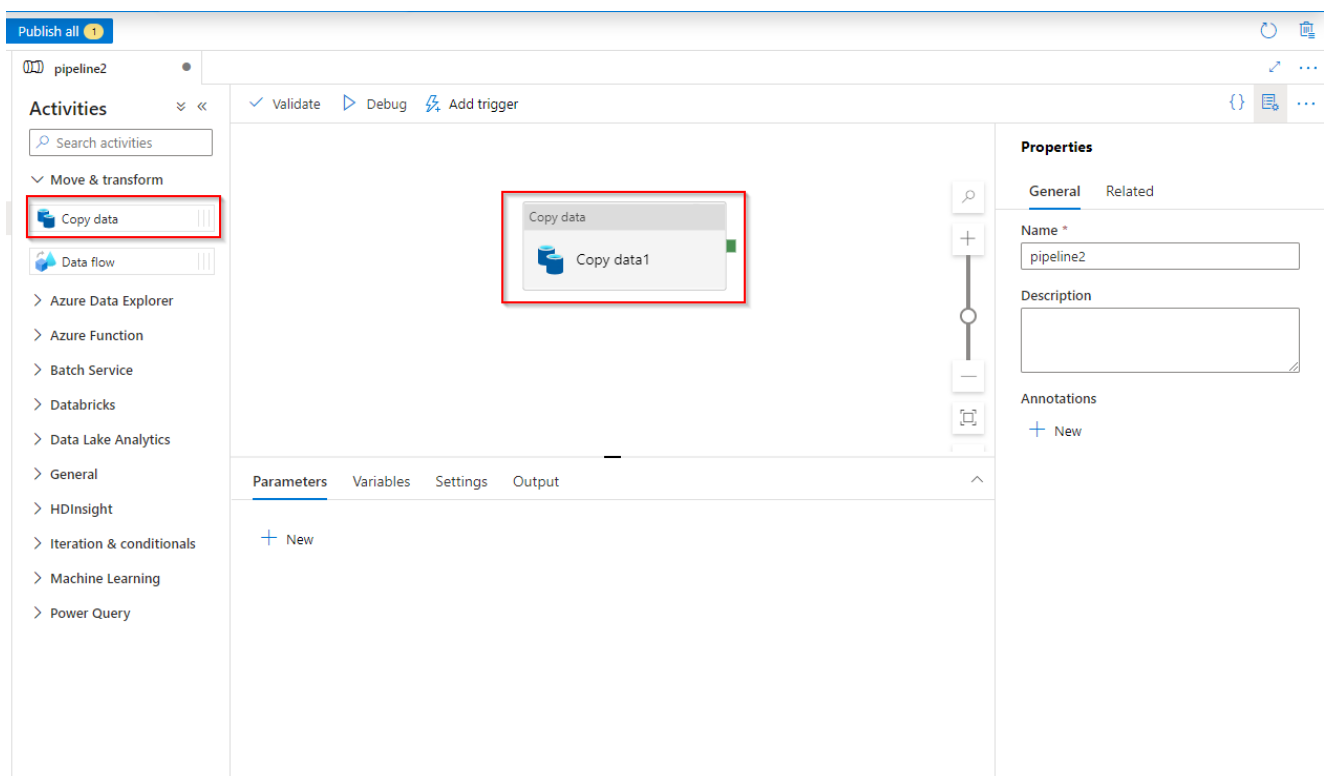 Publish all 1
pipeline2
Activities
Validate Debug Add trigger
{}
Search activities
Move & transform
Copy data
Data flow
Azure Data Explorer
Azure Function
Batch Service
Databricks
Data Lake Analytics
General
HDInsight
Iteration & conditionals
Machine Learning
Power Query
Copy data
Copy data1
Parameters Variables Settings Output
New
Properties
General Related
Name *
pipeline2
Description
Annotations
New